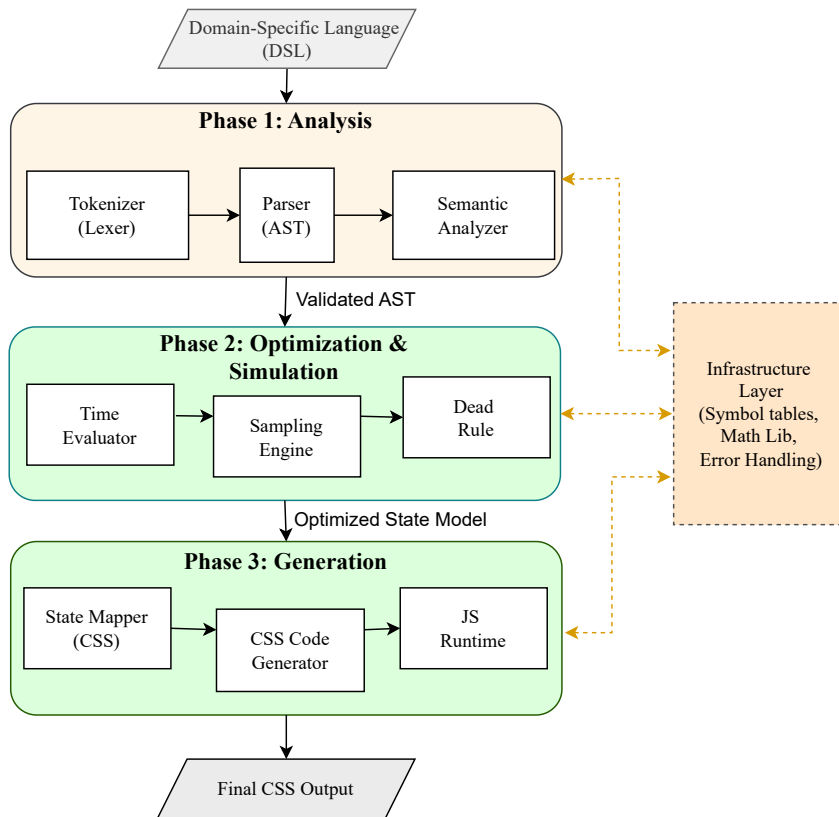 Domain-Specific Language
(DSL)
Phase 1: Analysis
Tokenizer
(Lexer)
Parser
(AST)
Semantic
Analyzer
Validated AST
Phase 2: Optimization &
Simulation
Time
Evaluator
Sampling
Engine
Dead
Rule
Infrastructure
Layer
(Symbol tables,
Math Lib,
Error Handling)
Optimized State Model
Phase 3: Generation
State Mapper
(CSS)
CSS Code
Generator
JS
Runtime
Final CSS Output